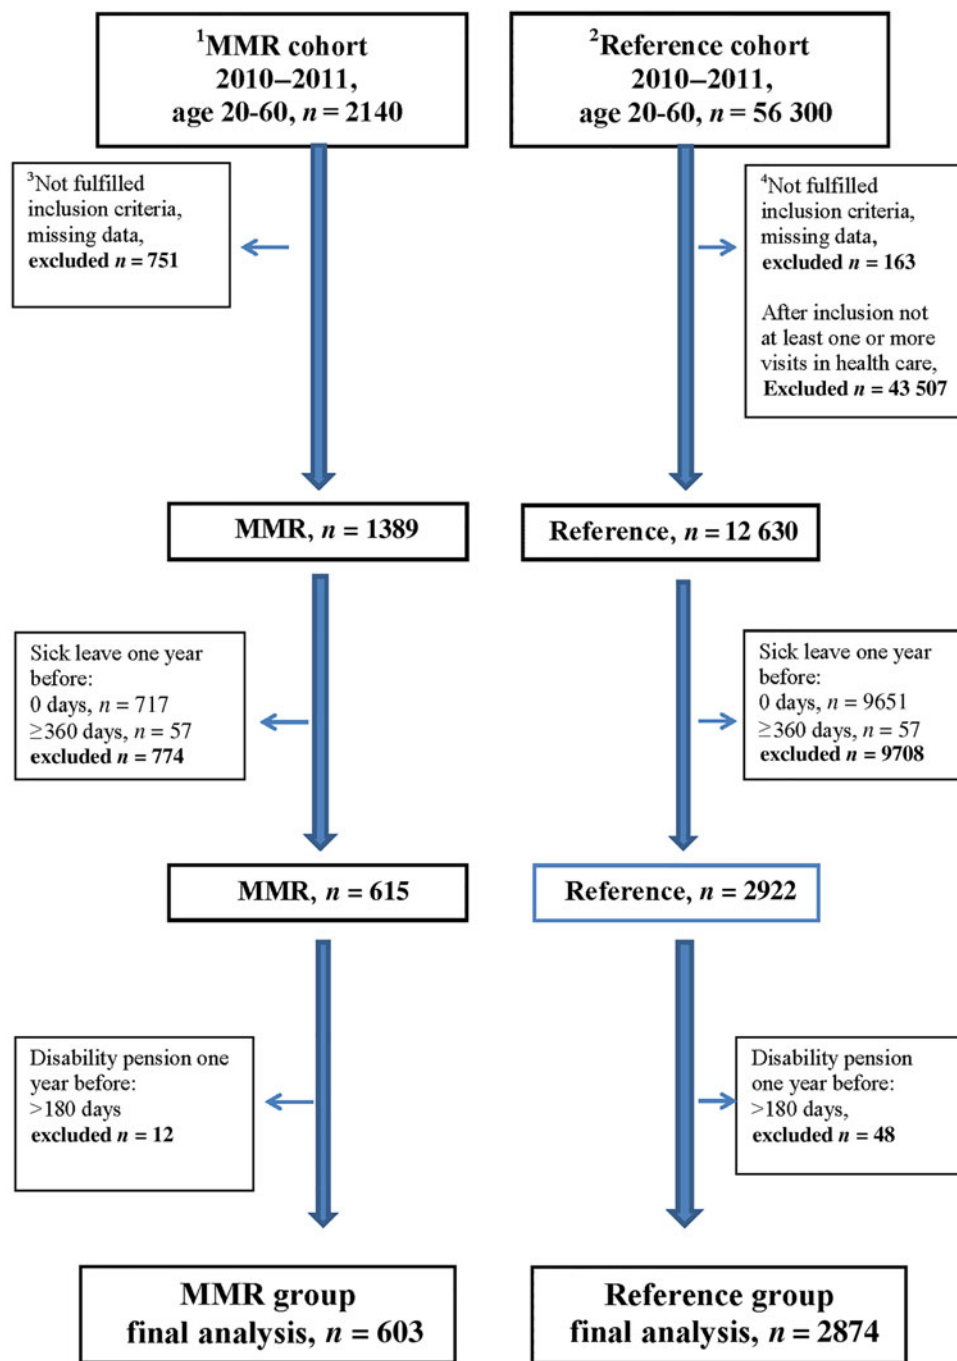 ¹MMR cohort
2010–2011,
age 20-60, n = 2140
²Reference cohort
2010–2011,
age 20-60, n = 56 300
³Not fulfilled
inclusion criteria,
missing data,
excluded n = 751
⁴Not fulfilled
inclusion criteria,
missing data,
excluded n = 163
After inclusion not
at least one or more
visits in health care,
Excluded n = 43 507
MMR, n = 1389
Reference, n = 12 630
Sick leave one year
before:
0 days, n = 717
≥360 days, n = 57
excluded n = 774
Sick leave one year
before:
0 days, n = 9651
≥360 days, n = 57
excluded n = 9708
MMR, n = 615
Reference, n = 2922
Disability pension one
year before:
>180 days
excluded n = 12
Disability pension
one year before:
>180 days,
excluded n = 48
MMR group
final analysis, n = 603
Reference group
final analysis, n = 2874